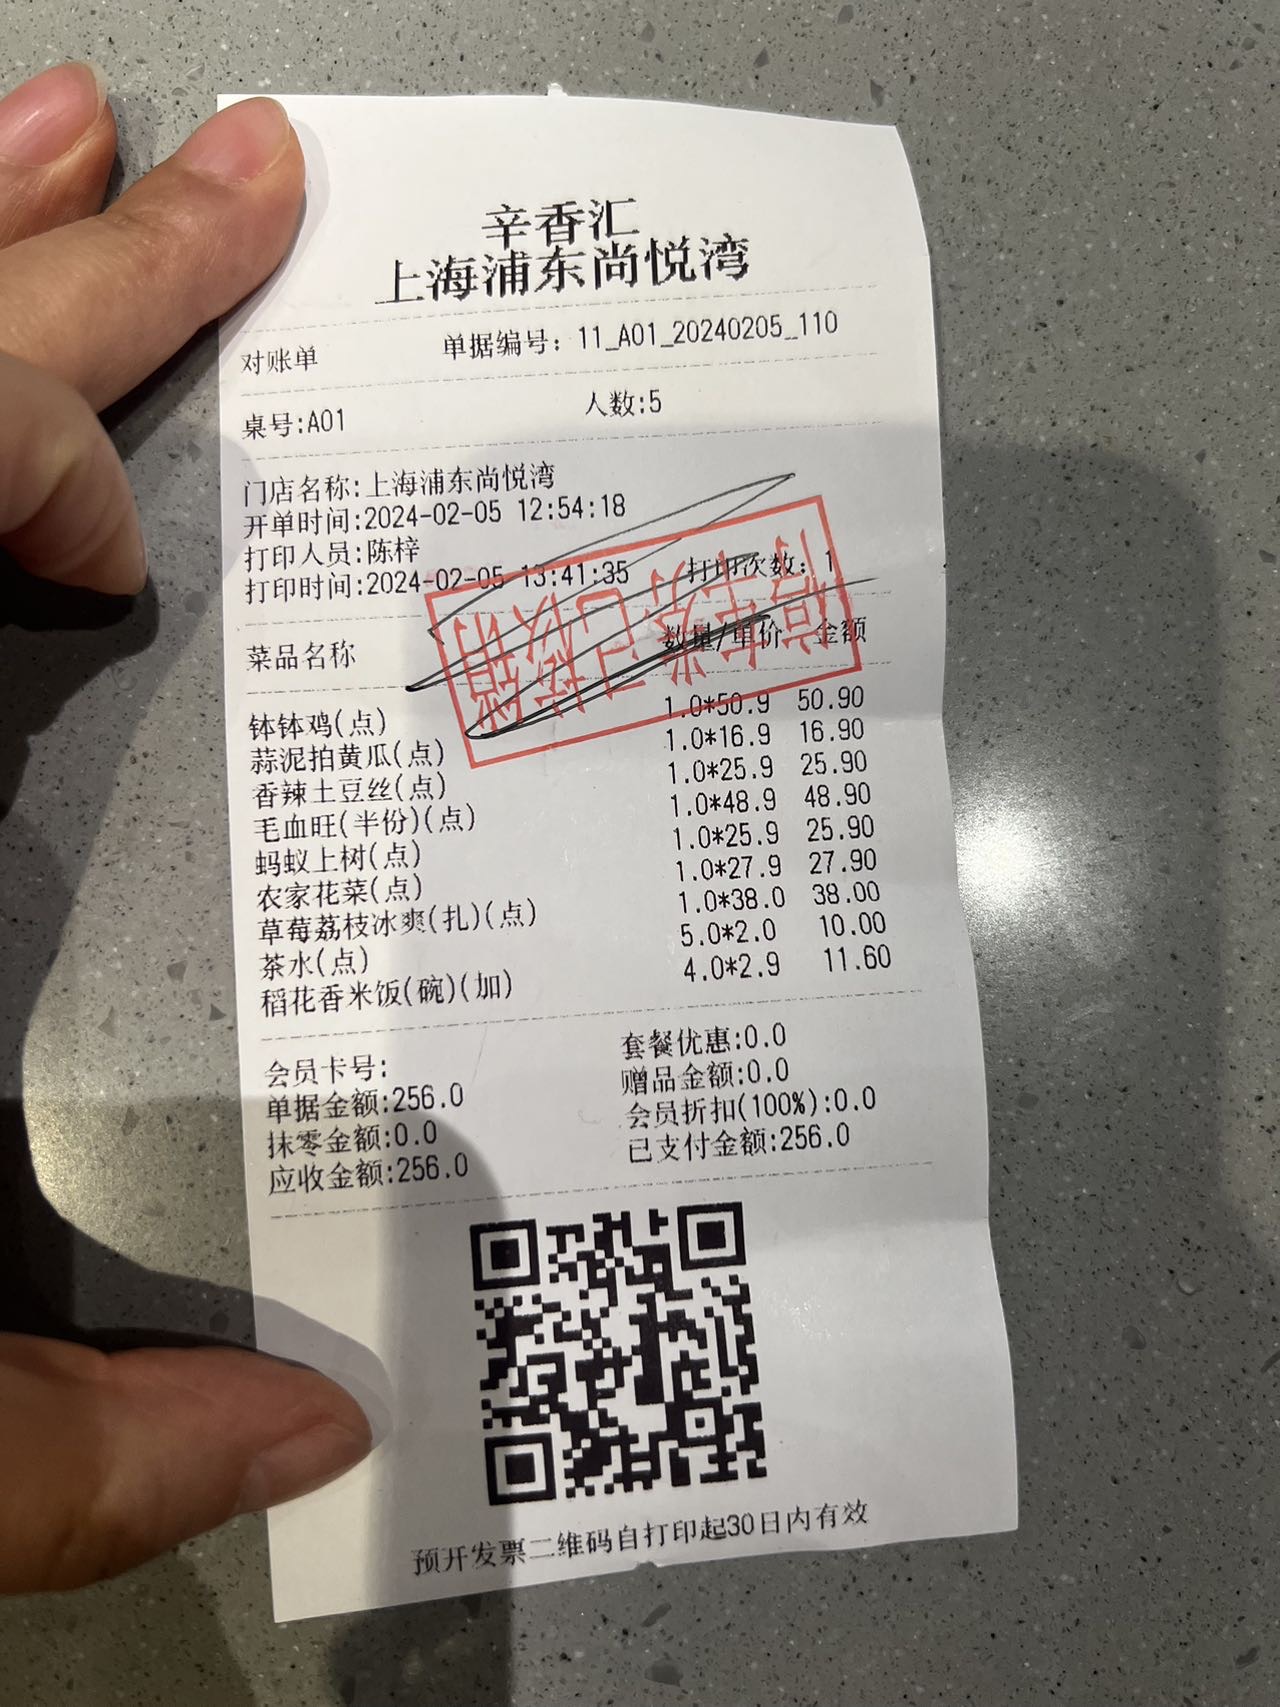 辛香汇
上海浦东尚悦湾
对账单 单据编号：11_A01_20240205_110
桌号:A01 人数:5
门店名称:上海浦东尚悦湾
开单时间:2024-02-05 12:54:18
打印人员:陈梓
打印时间:2024-02-05 13:41:35 打印次数：1
停车券已核销
菜品名称 数量/单价 金额
钵钵鸡(点) 1.0*50.9 50.90
蒜泥拍黄瓜(点) 1.0*16.9 16.90
香辣土豆丝(点) 1.0*25.9 25.90
毛血旺(半份)(点) 1.0*48.9 48.90
蚂蚁上树(点) 1.0*25.9 25.90
农家花菜(点) 1.0*27.9 27.90
草莓荔枝冰爽(扎)(点) 1.0*38.0 38.00
茶水(点) 5.0*2.0 10.00
稻花香米饭(碗)(加) 4.0*2.9 11.60
会员卡号: 套餐优惠:0.0
单据金额:256.0 赠品金额:0.0
抹零金额:0.0 会员折扣(100%):0.0
应收金额:256.0 已支付金额:256.0
预开发票二维码自打印起30日内有效